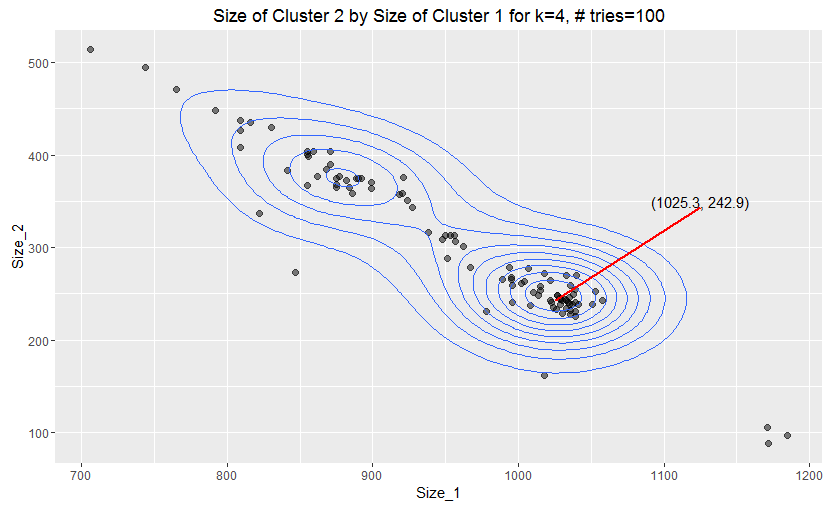 Size of Cluster 2 by Size of Cluster 1 for k=4, # tries=100
500
400
(1025.3, 242.9)
Size_2
300
200
100
700 800 900 1000 1100 1200
Size_1